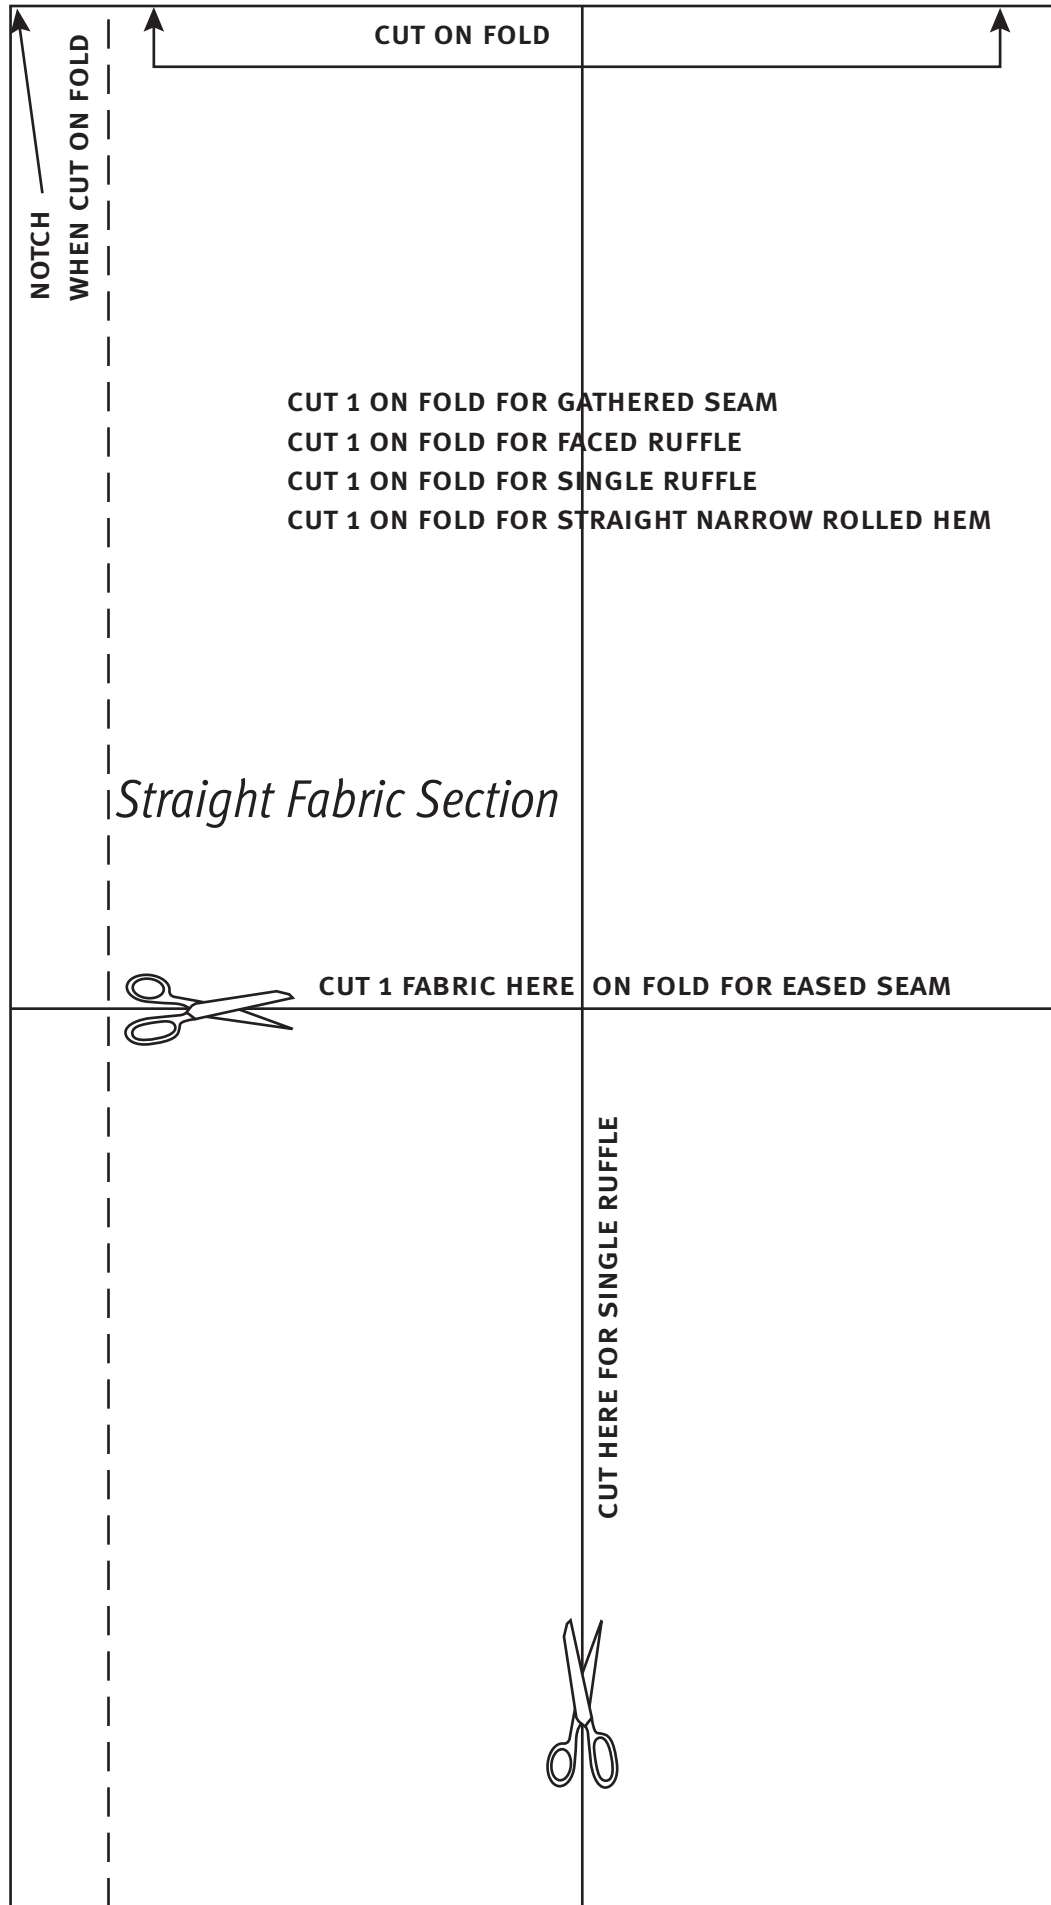 CUT ON FOLD
NOTCH
WHEN CUT ON FOLD
CUT 1 ON FOLD FOR GATHERED SEAM
CUT 1 ON FOLD FOR FACED RUFFLE
CUT 1 ON FOLD FOR SINGLE RUFFLE
CUT 1 ON FOLD FOR STRAIGHT NARROW ROLLED HEM
Straight Fabric Section
CUT 1 FABRIC HERE ON FOLD FOR EASED SEAM
CUT HERE FOR SINGLE RUFFLE